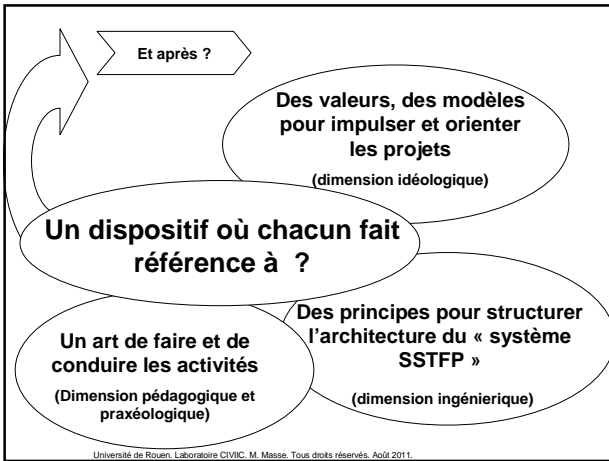 Et après ?
Des valeurs, des modèles
pour impulser et orienter
les projets
(dimension idéologique)
Un dispositif où chacun fait
référence à  ?
Des principes pour structurer
l’architecture du « système
SSTFP »
(dimension ingénierique)
Un art de faire et de
conduire les activités
(Dimension pédagogique et
praxéologique)
Université de Rouen. Laboratoire CIVIIC. M. Masse. Tous droits réservés. Août 2011.